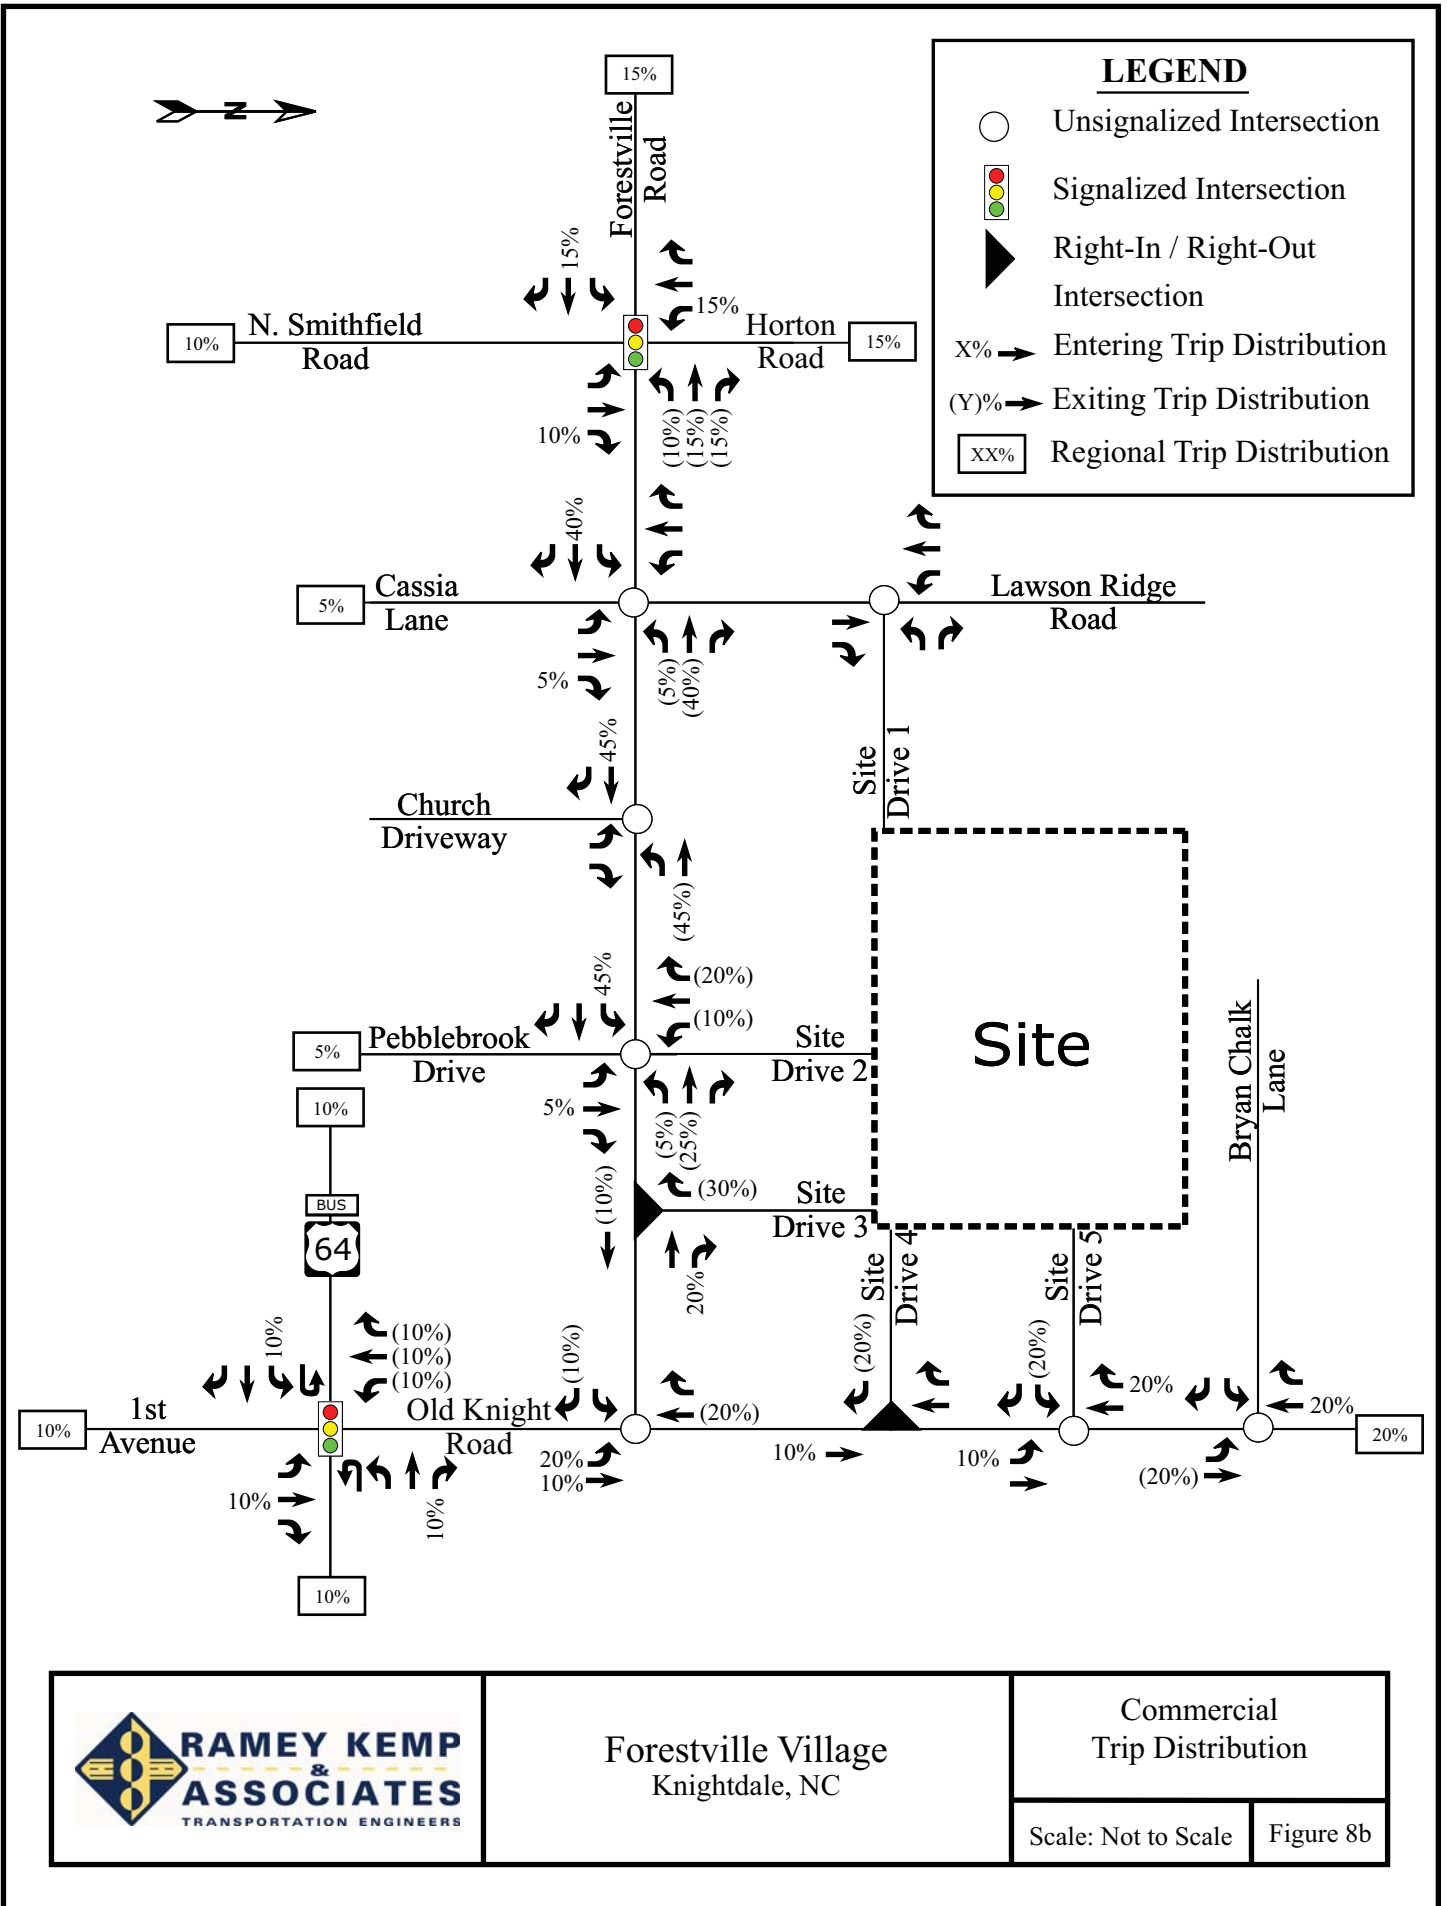 15%
Forestville
Road
N
LEGEND
Unsignalized Intersection
Signalized Intersection
Right-In / Right-Out
Intersection
X% Entering Trip Distribution
(Y)% Exiting Trip Distribution
XX% Regional Trip Distribution
15%
15%
10%
N. Smithfield
Road
Horton
Road
15%
10%
(10%)
(15%)
(15%)
40%
5%
Cassia
Lane
Lawson Ridge
Road
5%
(5%)
(40%)
45%
Site
Drive 1
Church
Driveway
(45%)
45%
(20%)
(10%)
5%
Pebblebrook
Drive
Site
Drive 2
Site
Bryan Chalk
Lane
10%
5%
(5%)
(25%)
(10%)
(30%)
Site
Drive 3
BUS
64
20%
Site
Drive 4
Site
Drive 5
10%
(10%)
(10%)
(10%)
(10%)
(20%)
(20%)
20%
20%
10%
1st
Avenue
Old Knight
Road
(20%)
20%
10%
10%
10%
(20%)
20%
10%
10%
10%
RAMEY KEMP
&
ASSOCIATES
TRANSPORTATION ENGINEERS
Forestville Village
Knightdale, NC
Commercial
Trip Distribution
Scale: Not to Scale
Figure 8b